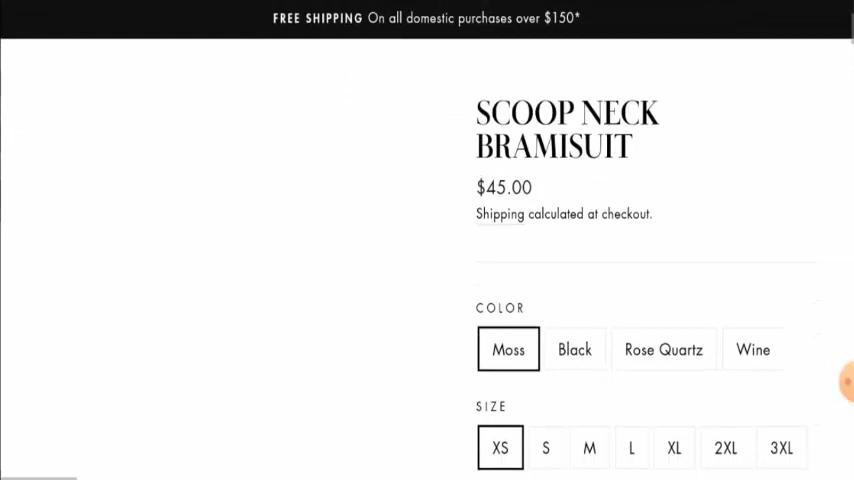 FREE SHIPPING On all domestic purchases over $150*
SCOOP NECK
BRAMISUIT
$45.00
Shipping calculated at checkout.
COLOR
Moss Black Rose Quartz Wine
SIZE
XS S M L XL 2XL 3XL